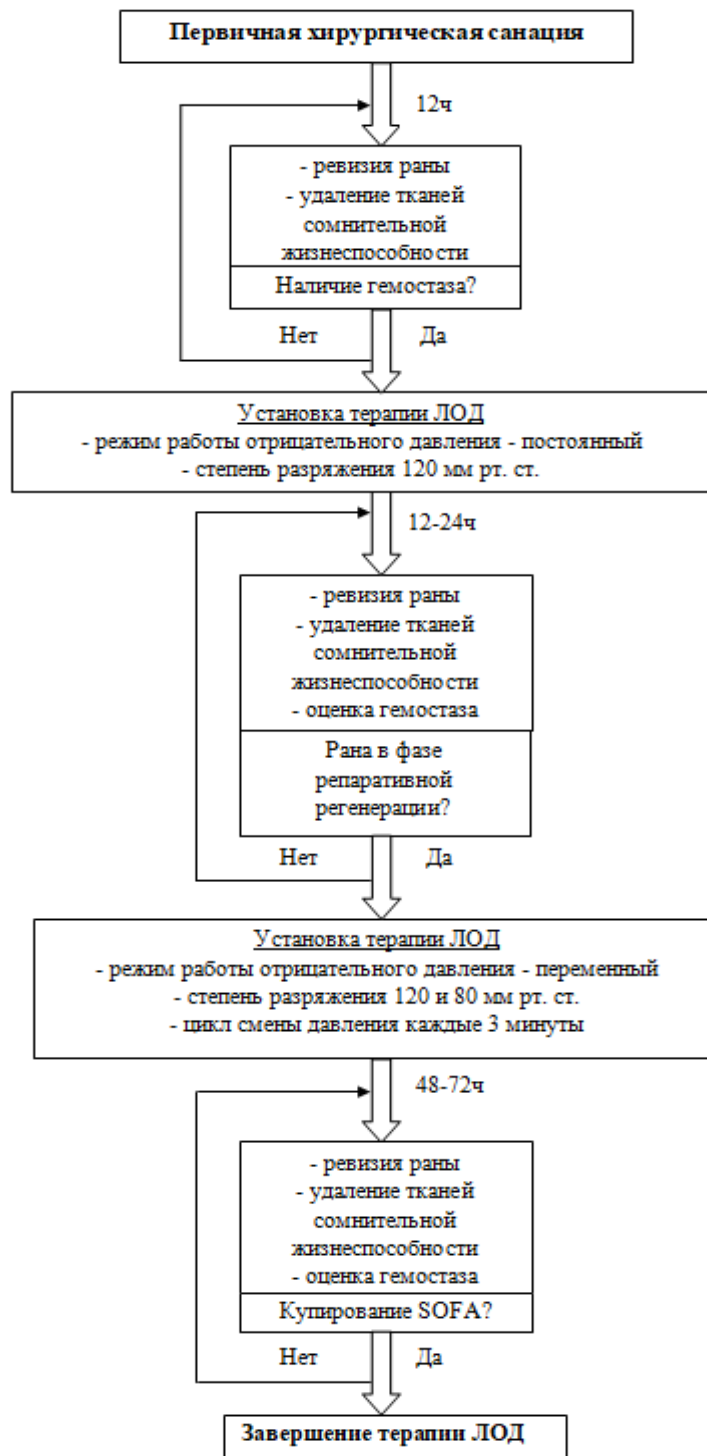 Первичная хирургическая санация
12ч
- ревизия раны
- удаление тканей
сомнительной
жизнеспособности
Наличие гемостаза?
Нет
Да
Установка терапии ЛОД
- режим работы отрицательного давления - постоянный
- степень разряжения 120 мм рт. ст.
12-24ч
- ревизия раны
- удаление тканей
сомнительной
жизнеспособности
- оценка гемостаза
Рана в фазе
репаративной
регенерации?
Нет
Да
Установка терапии ЛОД
- режим работы отрицательного давления - переменный
- степень разряжения 120 и 80 мм рт. ст.
- цикл смены давления каждые 3 минуты
48-72ч
- ревизия раны
- удаление тканей
сомнительной
жизнеспособности
- оценка гемостаза
Купирование SOFA?
Нет
Да
Завершение терапии ЛОД